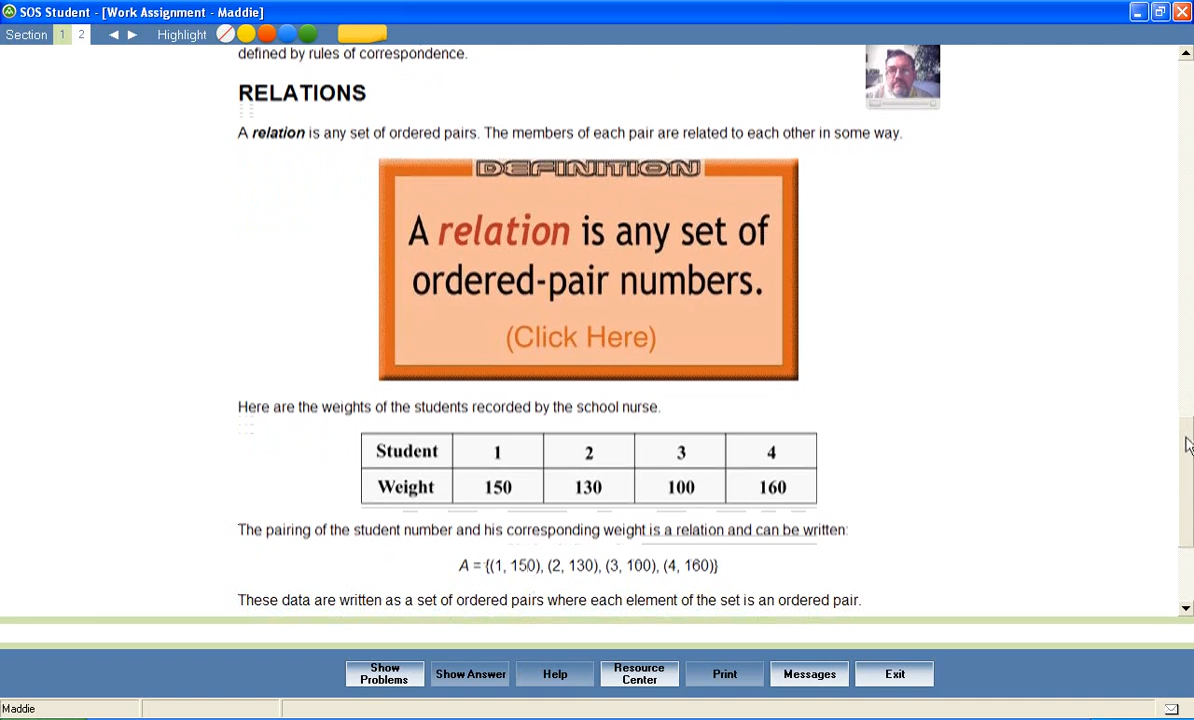 SOS Student - [Work Assignment - Maddie]
Section 1 2 Highlight
defined by rules of correspondence.
RELATIONS
A relation is any set of ordered pairs. The members of each pair are related to each other in some way.
DEFINITION
A relation is any set of
ordered-pair numbers.
(Click Here)
Here are the weights of the students recorded by the school nurse.
Student 1 2 3 4
Weight 150 130 100 160
The pairing of the student number and his corresponding weight is a relation and can be written:
A = {(1, 150), (2, 130), (3, 100), (4, 160)}
These data are written as a set of ordered pairs where each element of the set is an ordered pair.
Show Problems Show Answer Help Resource Center Print Messages Exit
Maddie